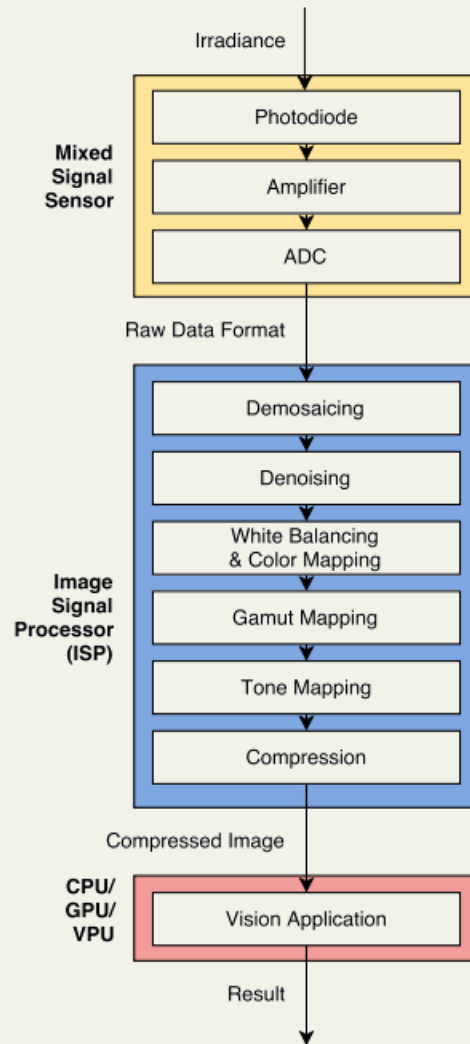 Irradiance
Photodiode
Mixed
Signal
Sensor
Amplifier
ADC
Raw Data Format
Demosaicing
Denoising
White Balancing
& Color Mapping
Image
Signal
Processor
(ISP)
Gamut Mapping
Tone Mapping
Compression
Compressed Image
CPU/
GPU/
VPU
Vision Application
Result